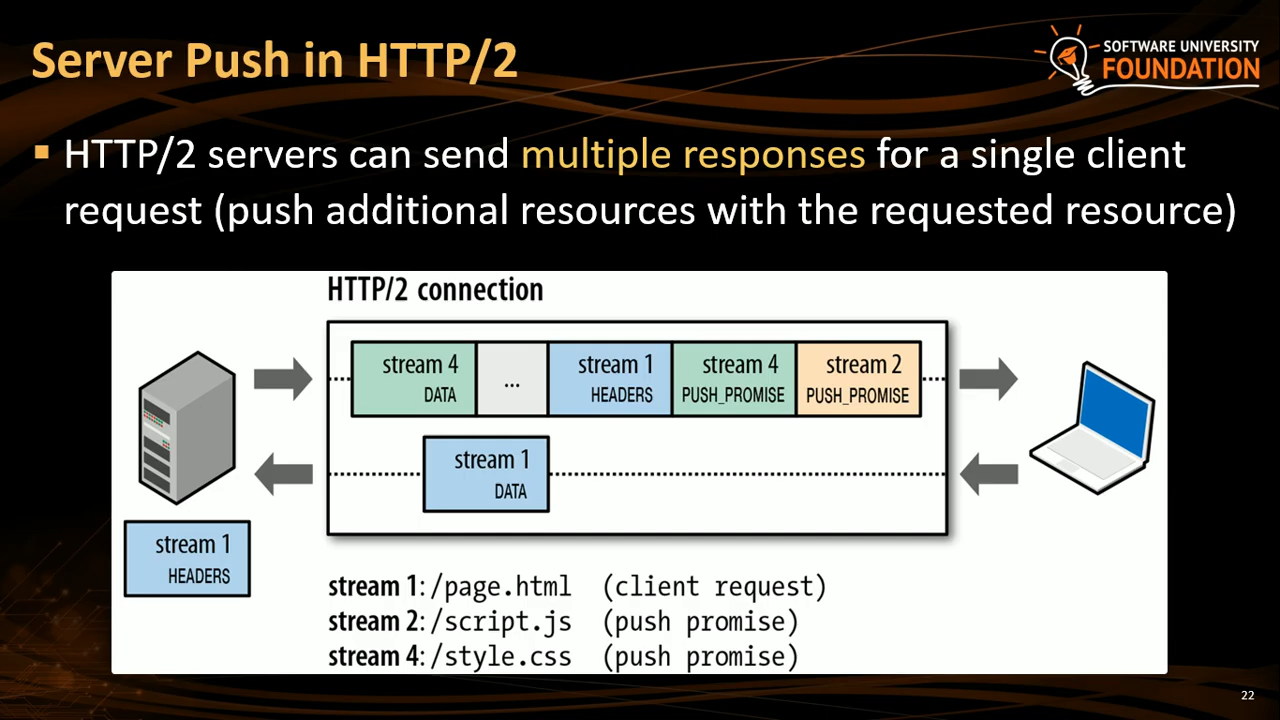 Server Push in HTTP/2
SOFTWARE UNIVERSITY
FOUNDATION
HTTP/2 servers can send multiple responses for a single client
request (push additional resources with the requested resource)
HTTP/2 connection
stream 4
DATA
...
stream 1
HEADERS
stream 4
PUSH_PROMISE
stream 2
PUSH_PROMISE
stream 1
DATA
stream 1
HEADERS
stream 1: /page.html (client request)
stream 2: /script.js (push promise)
stream 4: /style.css (push promise)
22